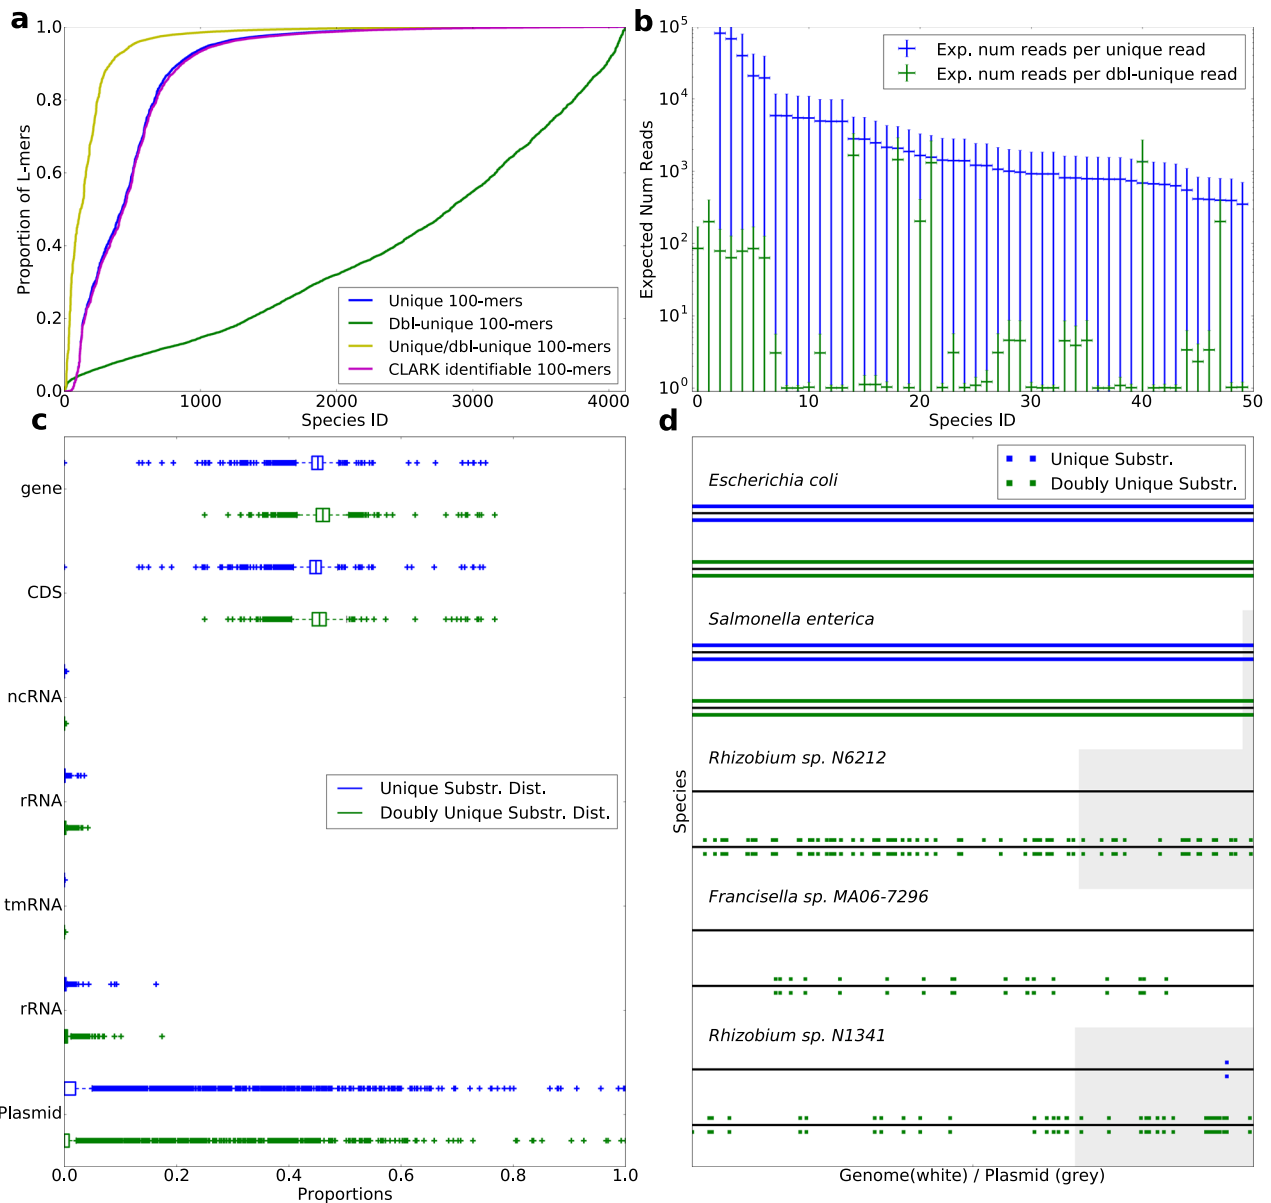 a
1.0
0.8
0.6
0.4
0.2
0.0
Proportion of L-mers
0
1000
2000
3000
4000
Species ID
Unique 100-mers
Dbl-unique 100-mers
Unique/dbl-unique 100-mers
CLARK identifiable 100-mers
b
10^5
10^4
10^3
10^2
10^1
10^0
Expected Num Reads
0
10
20
30
40
50
Species ID
Exp. num reads per unique read
Exp. num reads per dbl-unique read
c
gene
CDS
ncRNA
rRNA
tmRNA
rRNA
Plasmid
Unique Substr. Dist.
Doubly Unique Substr. Dist.
0.0
0.2
0.4
0.6
0.8
1.0
Proportions
d
Unique Substr.
Doubly Unique Substr.
Escherichia coli
Salmonella enterica
Rhizobium sp. N6212
Francisella sp. MA06-7296
Rhizobium sp. N1341
Species
Genome(white) / Plasmid (grey)